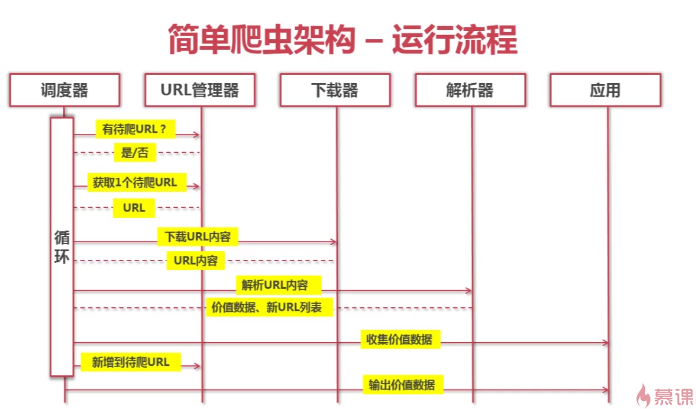 简单爬虫架构 – 运行流程
调度器
URL管理器
下载器
解析器
应用
有待爬URL？
是/否
获取1个待爬URL
URL
下载URL内容
URL内容
解析URL内容
价值数据、新URL列表
循
环
收集价值数据
新增到待爬URL
输出价值数据
慕课